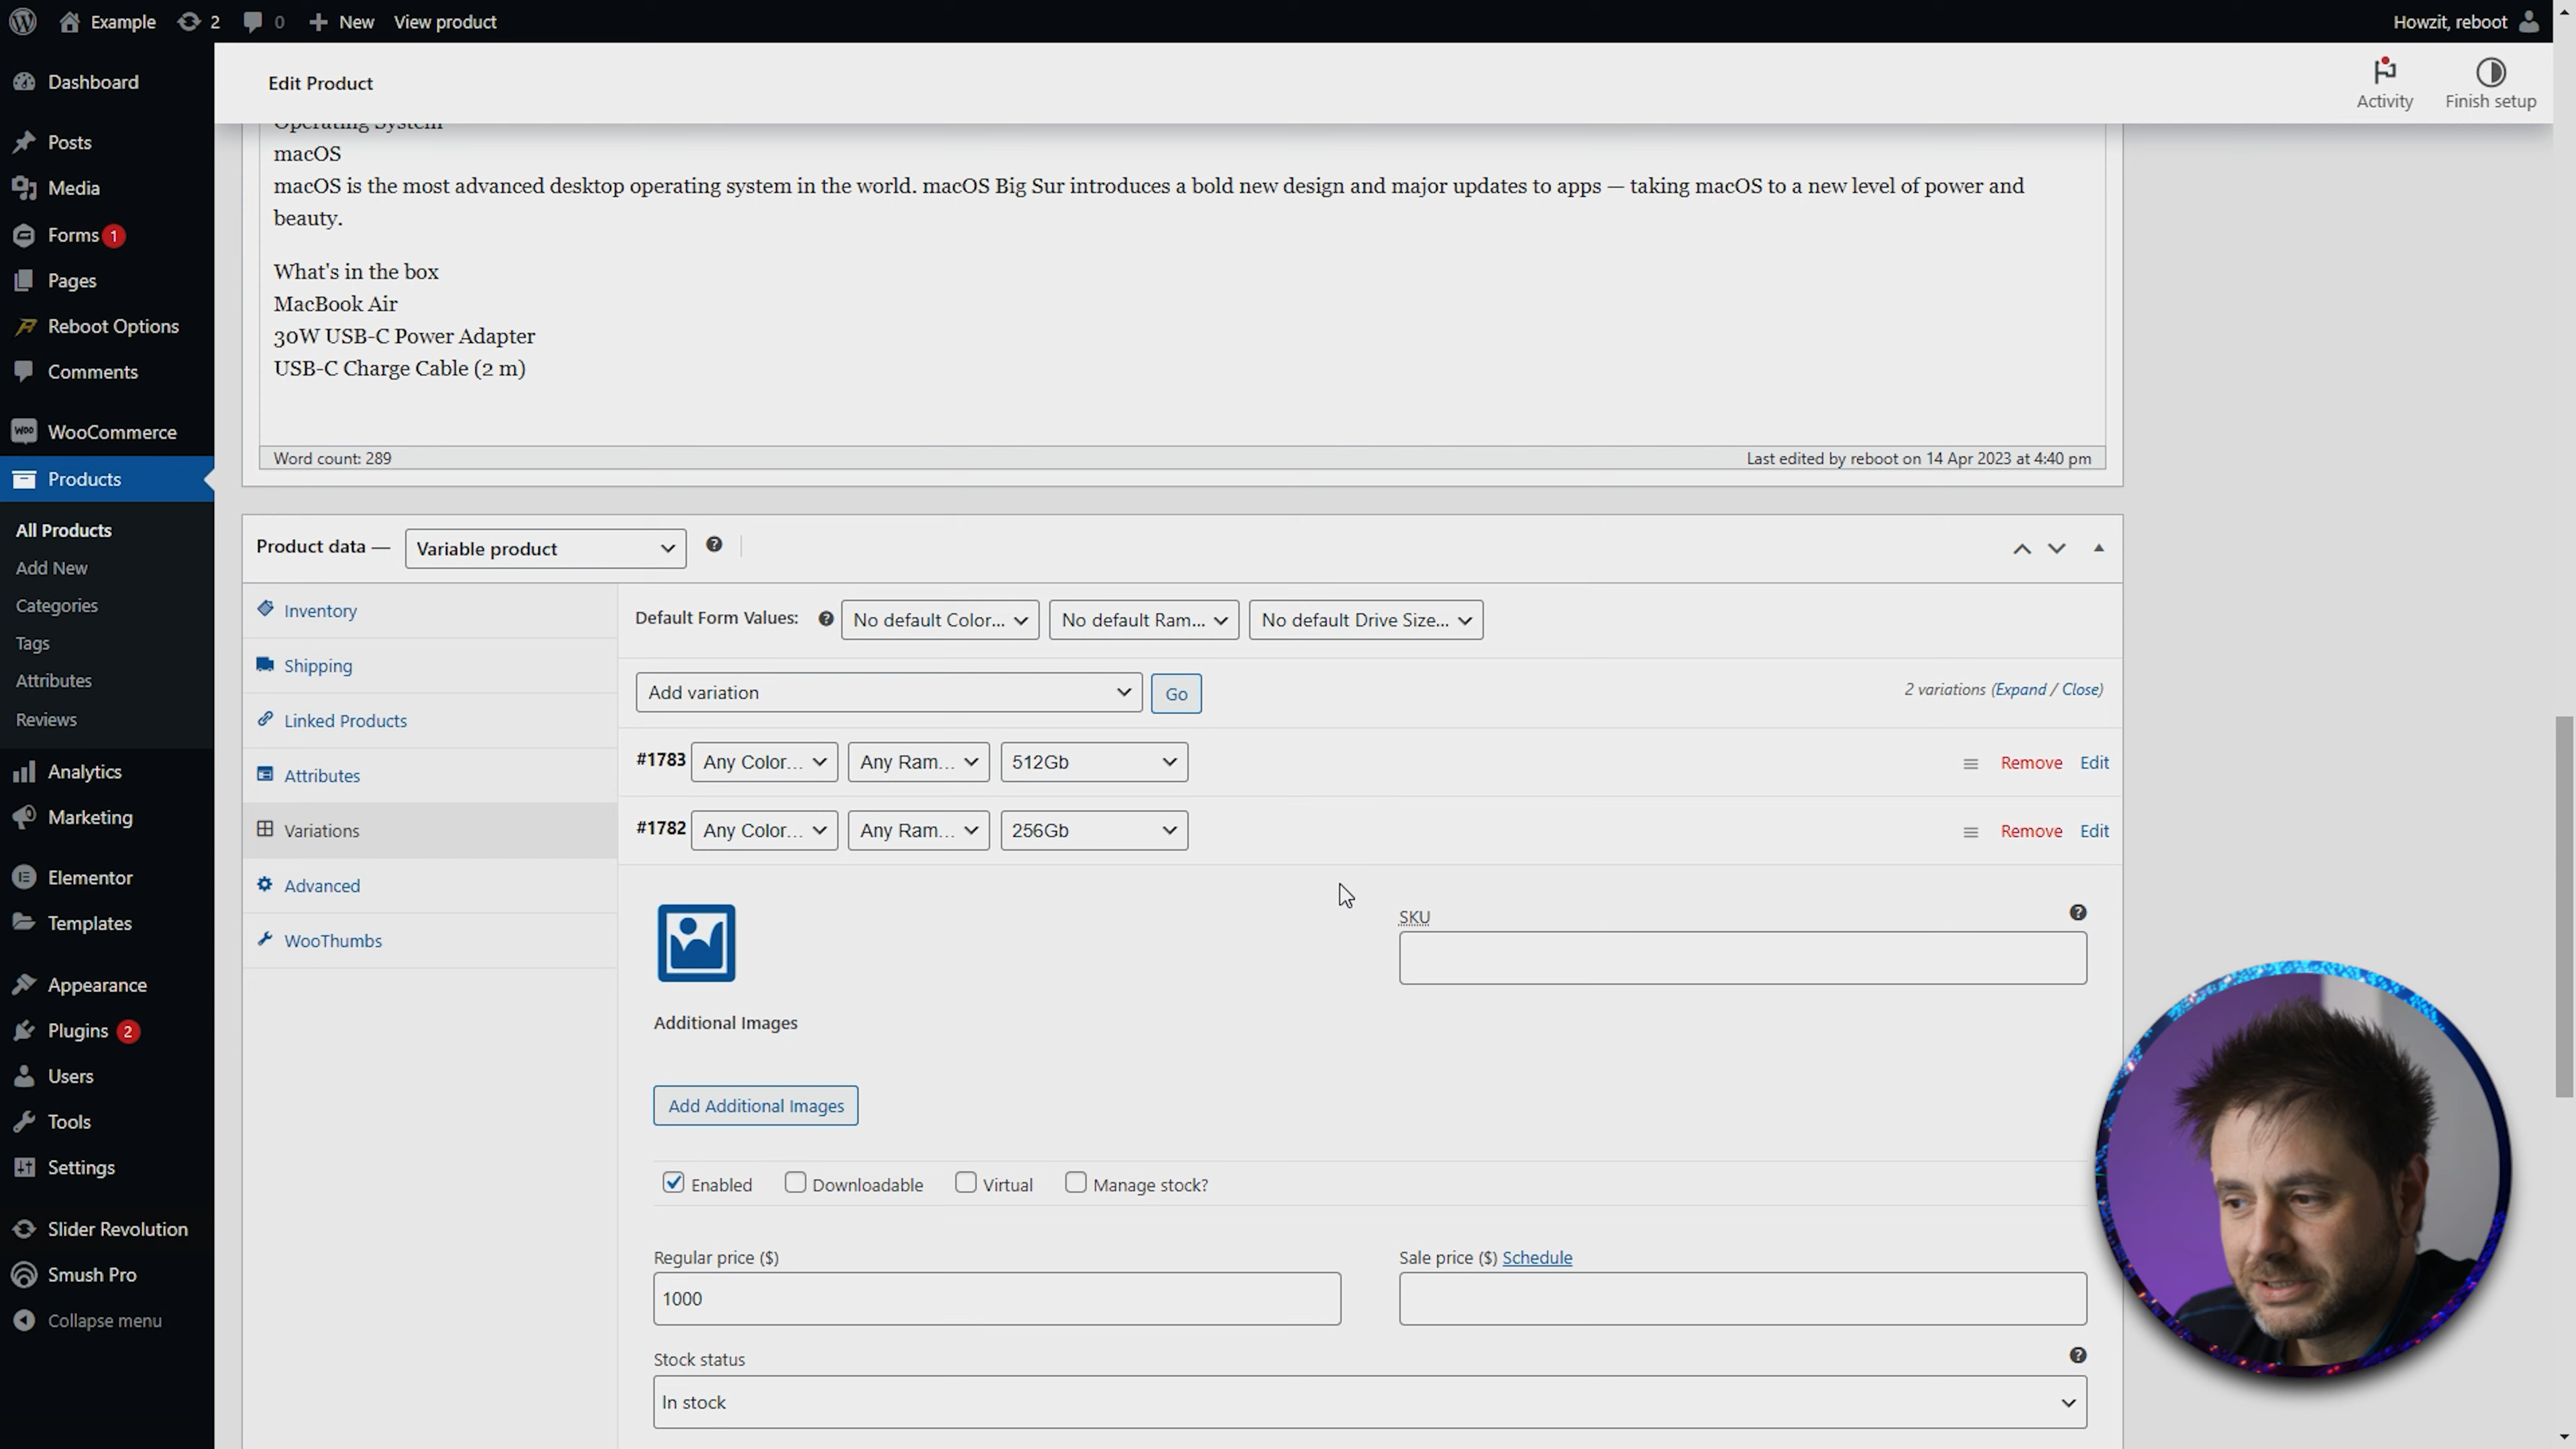 Example 2 0 New View product Howzit, reboot
Edit Product
Activity
Finish setup
Dashboard
Posts
Media
Forms 1
Pages
Reboot Options
Comments
WooCommerce
Products
All Products
Add New
Categories
Tags
Attributes
Reviews
Analytics
Marketing
Elementor
Templates
Appearance
Plugins 2
Users
Tools
Settings
Slider Revolution
Smush Pro
Collapse menu
Operating System
macOS
macOS is the most advanced desktop operating system in the world. macOS Big Sur introduces a bold new design and major updates to apps — taking macOS to a new level of power and
beauty.
What's in the box
MacBook Air
30W USB-C Power Adapter
USB-C Charge Cable (2 m)
Word count: 289 Last edited by reboot on 14 Apr 2023 at 4:40 pm
Product data — Variable product
Inventory
Shipping
Linked Products
Attributes
Variations
Advanced
WooThumbs
Default Form Values: No default Color... No default Ram... No default Drive Size...
Add variation Go 2 variations (Expand / Close)
#1783 Any Color... Any Ram... 512Gb Remove Edit
#1782 Any Color... Any Ram... 256Gb Remove Edit
SKU
Additional Images
Add Additional Images
Enabled Downloadable Virtual Manage stock?
Regular price ($) Sale price ($) Schedule
1000
Stock status
In stock